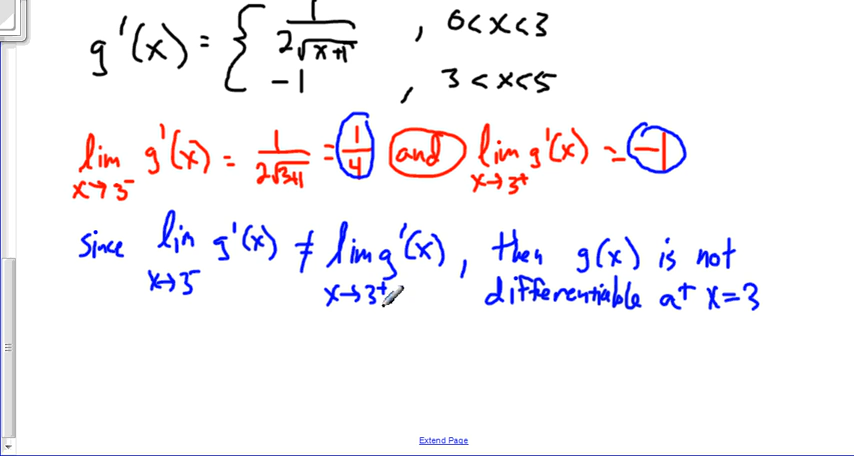 g'(x) = { 1/(2√(x+1)) , 0 < x < 3
-1 , 3 < x < 5
lim x→3⁻ g'(x) = 1/(2√(3+1)) = 1/4 and lim x→3⁺ g'(x) = -1
since lim x→3⁻ g'(x) ≠ lim x→3⁺ g'(x), then g(x) is not
differentiable at x=3
Extend Page